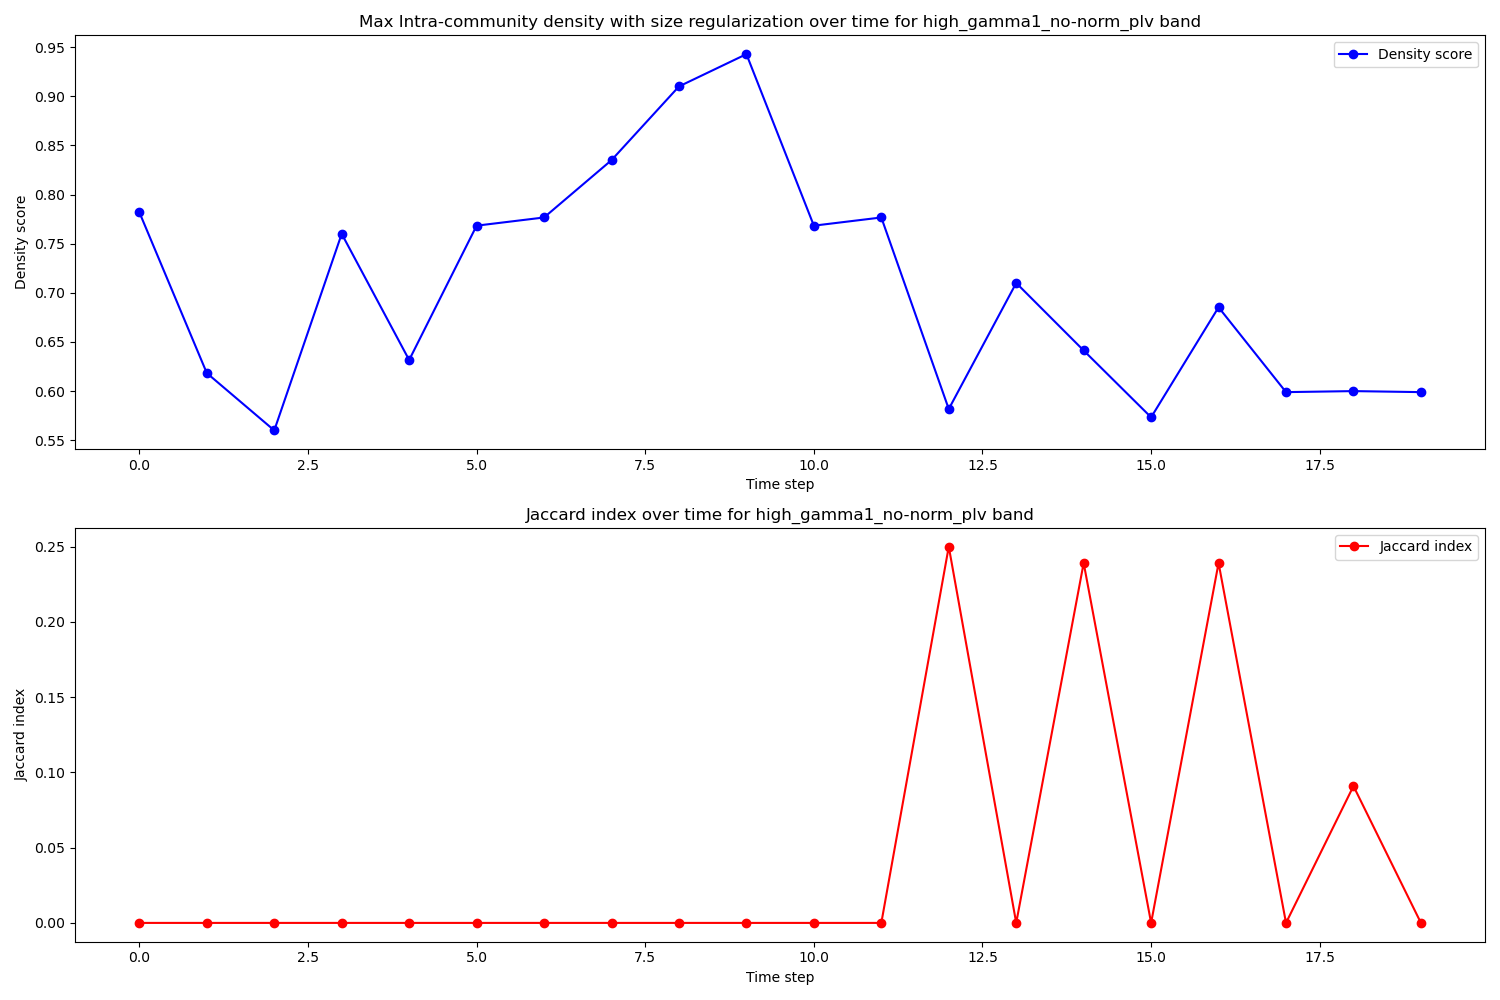 Max Intra-community density with size regularization over time for high_gamma1_no-norm_plv band
Density score
0.95
0.90
0.85
0.80
0.75
0.70
0.65
0.60
0.55
Density score
0.0 2.5 5.0 7.5 10.0 12.5 15.0 17.5
Time step
Jaccard index over time for high_gamma1_no-norm_plv band
Jaccard index
0.25
0.20
0.15
0.10
0.05
0.00
Jaccard index
0.0 2.5 5.0 7.5 10.0 12.5 15.0 17.5
Time step